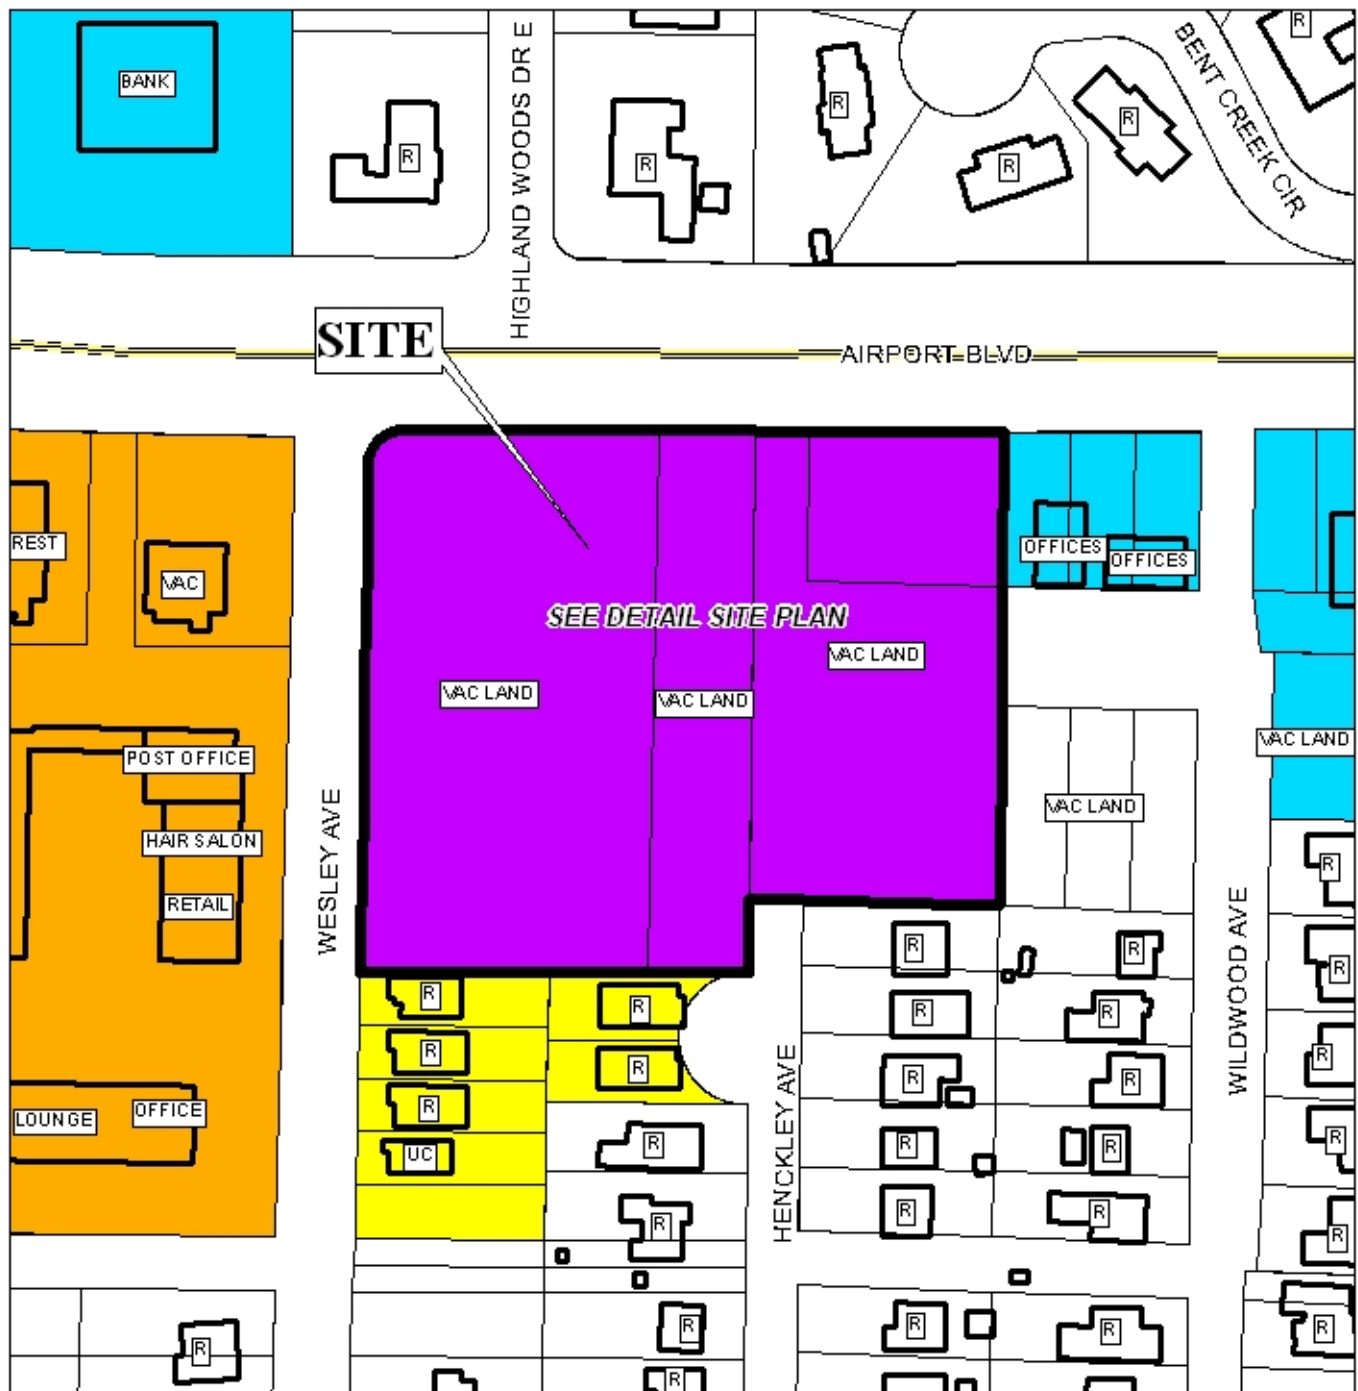 R
BENT CREEK CIR
BANK
HIGHLAND WOODS DR E
R
R
R
R
R
SITE
AIRPORT BLVD
REST
VAC
OFFICES
OFFICES
SEE DETAIL SITE PLAN
VAC LAND
VAC LAND
VAC LAND
VAC LAND
POST OFFICE
VAC LAND
HAIR SALON
WESLEY AVE
RETAIL
R
WILDWOOD AVE
R
R
R
R
R
R
R
R
R
R
R
R
R
HENCKLEY AVE
R
LOUNGE
OFFICE
R
R
R
R
R
UC
R
R
R
R
R
R
R
R
R
R
R